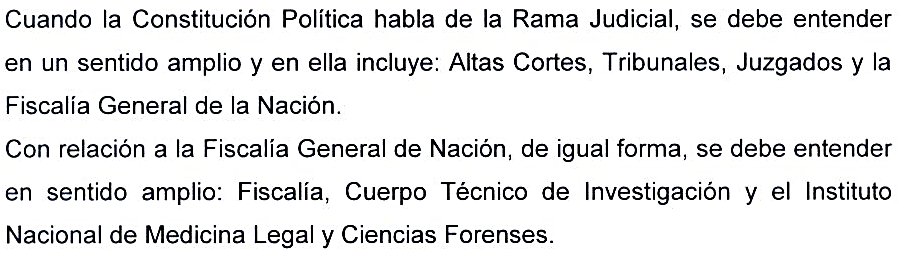 Cuando la Constitución Política habla de la Rama Judicial, se debe entender
en un sentido amplio y en ella incluye: Altas Cortes, Tribunales, Juzgados y la
Fiscalía General de la Nación.
Con relación a la Fiscalía General de Nación, de igual forma, se debe entender
en sentido amplio: Fiscalía, Cuerpo Técnico de Investigación y el Instituto
Nacional de Medicina Legal y Ciencias Forenses.